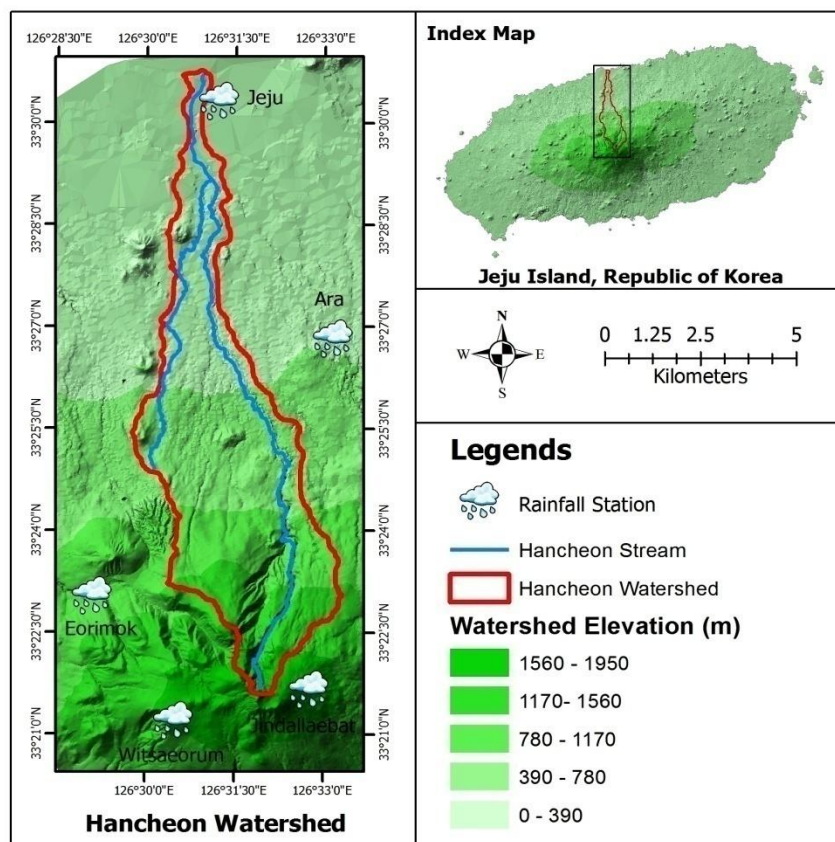 126°28'30"E 126°30'0"E 126°31'30"E 126°33'0"E
33°30'0"N
33°28'30"N
33°27'0"N
33°25'30"N
33°24'0"N
33°22'30"N
33°21'0"N
Jeju
Ara
Eorimok
Jindallaebat
Witsaeorum
33°30'0"N
33°28'30"N
33°27'0"N
33°25'30"N
33°24'0"N
33°22'30"N
33°21'0"N
126°30'0"E 126°31'30"E 126°33'0"E
Hancheon Watershed
Index Map
Jeju Island, Republic of Korea
N
W E
S
0 1.25 2.5 5
Kilometers
Legends
Rainfall Station
Hancheon Stream
Hancheon Watershed
Watershed Elevation (m)
1560 - 1950
1170- 1560
780 - 1170
390 - 780
0 - 390